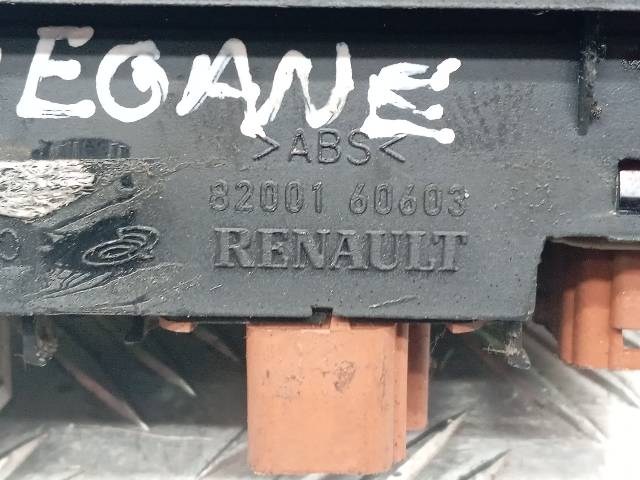 EGANE
>ABS<
82001 60603
RENAULT